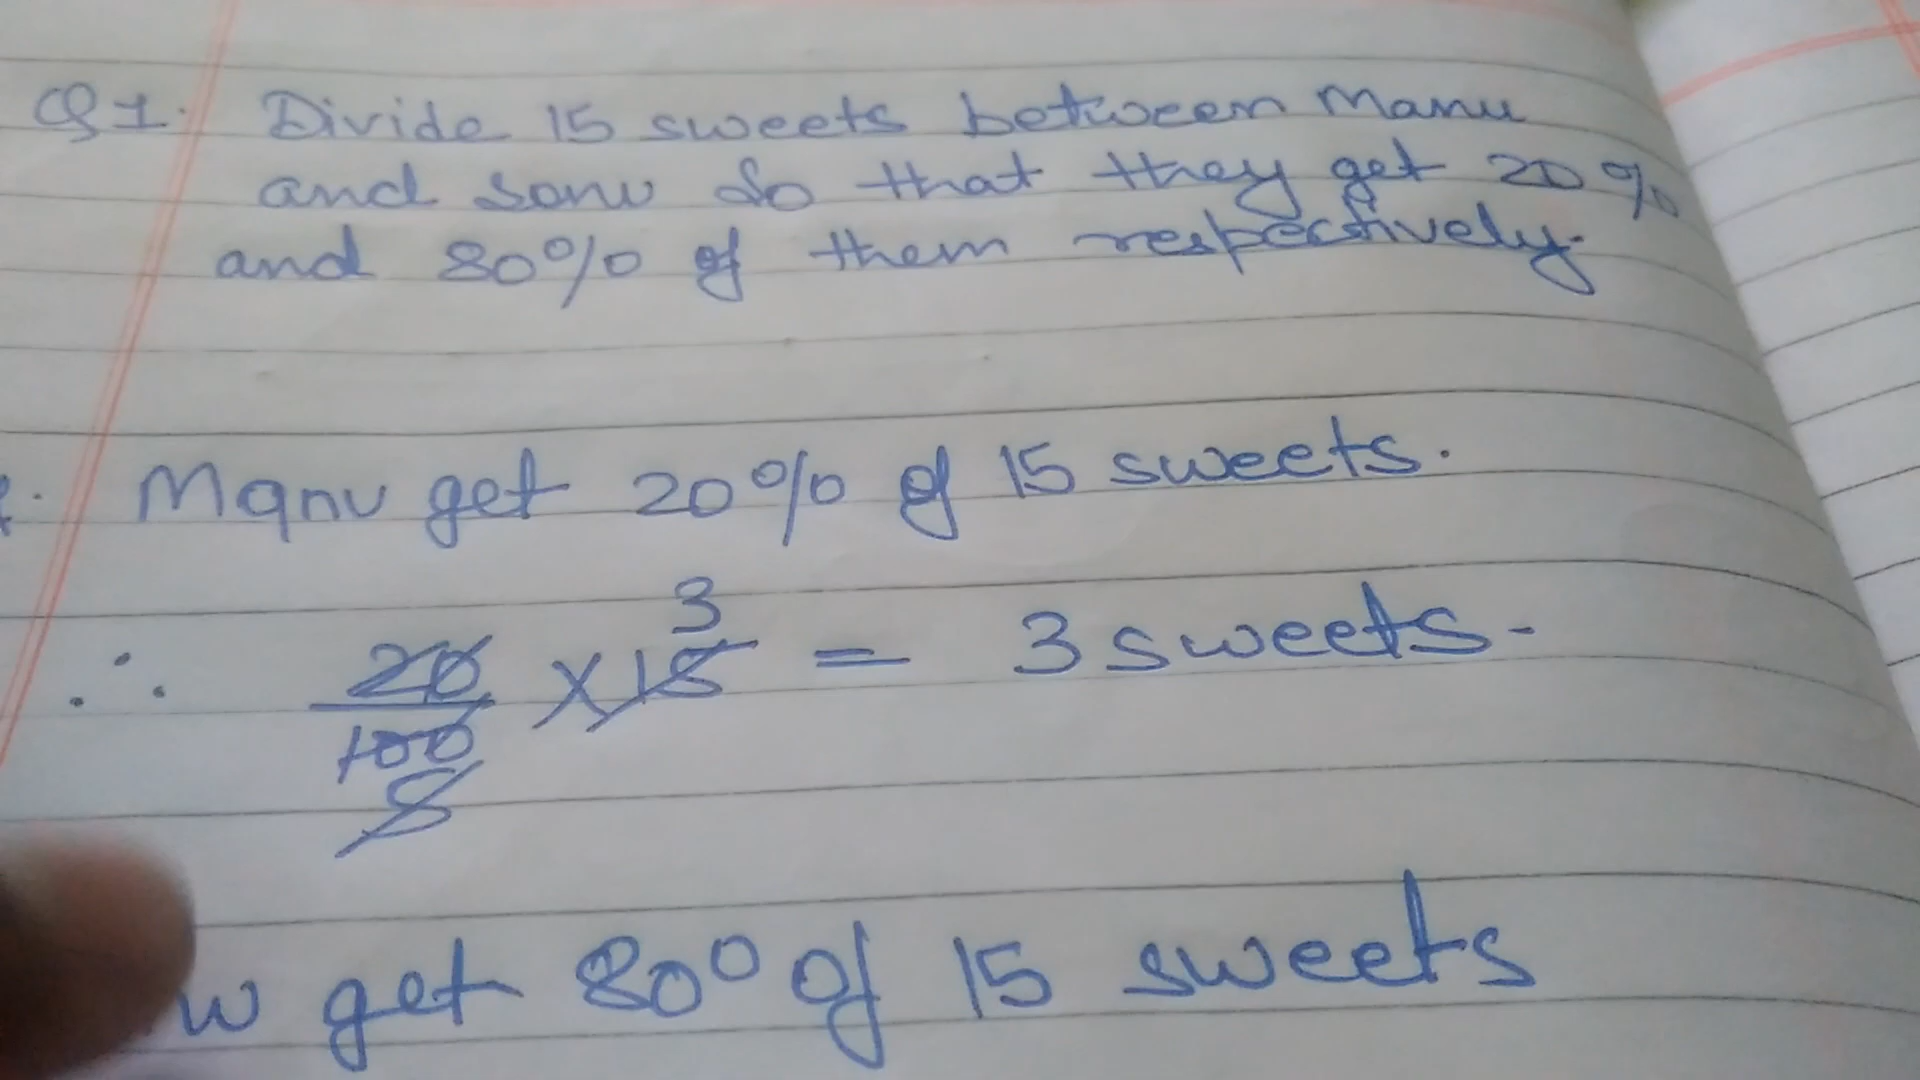 Q1. Divide 15 sweets between Manu
and sonu so that they get 20%
and 80% of them respectively.
Manu get 20% of 15 sweets.
3
∴ 20/100 × 15 = 3 sweets.
5
get 80° of 15 sweets